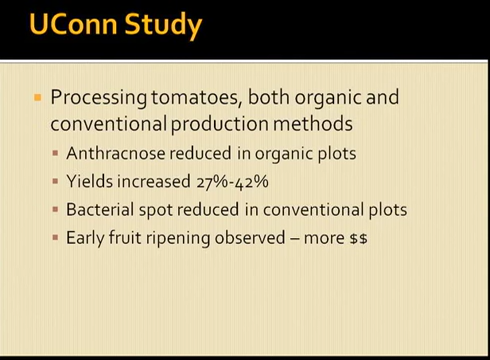 UConn Study
Processing tomatoes, both organic and
conventional production methods
Anthracnose reduced in organic plots
Yields increased 27%-42%
Bacterial spot reduced in conventional plots
Early fruit ripening observed – more $$